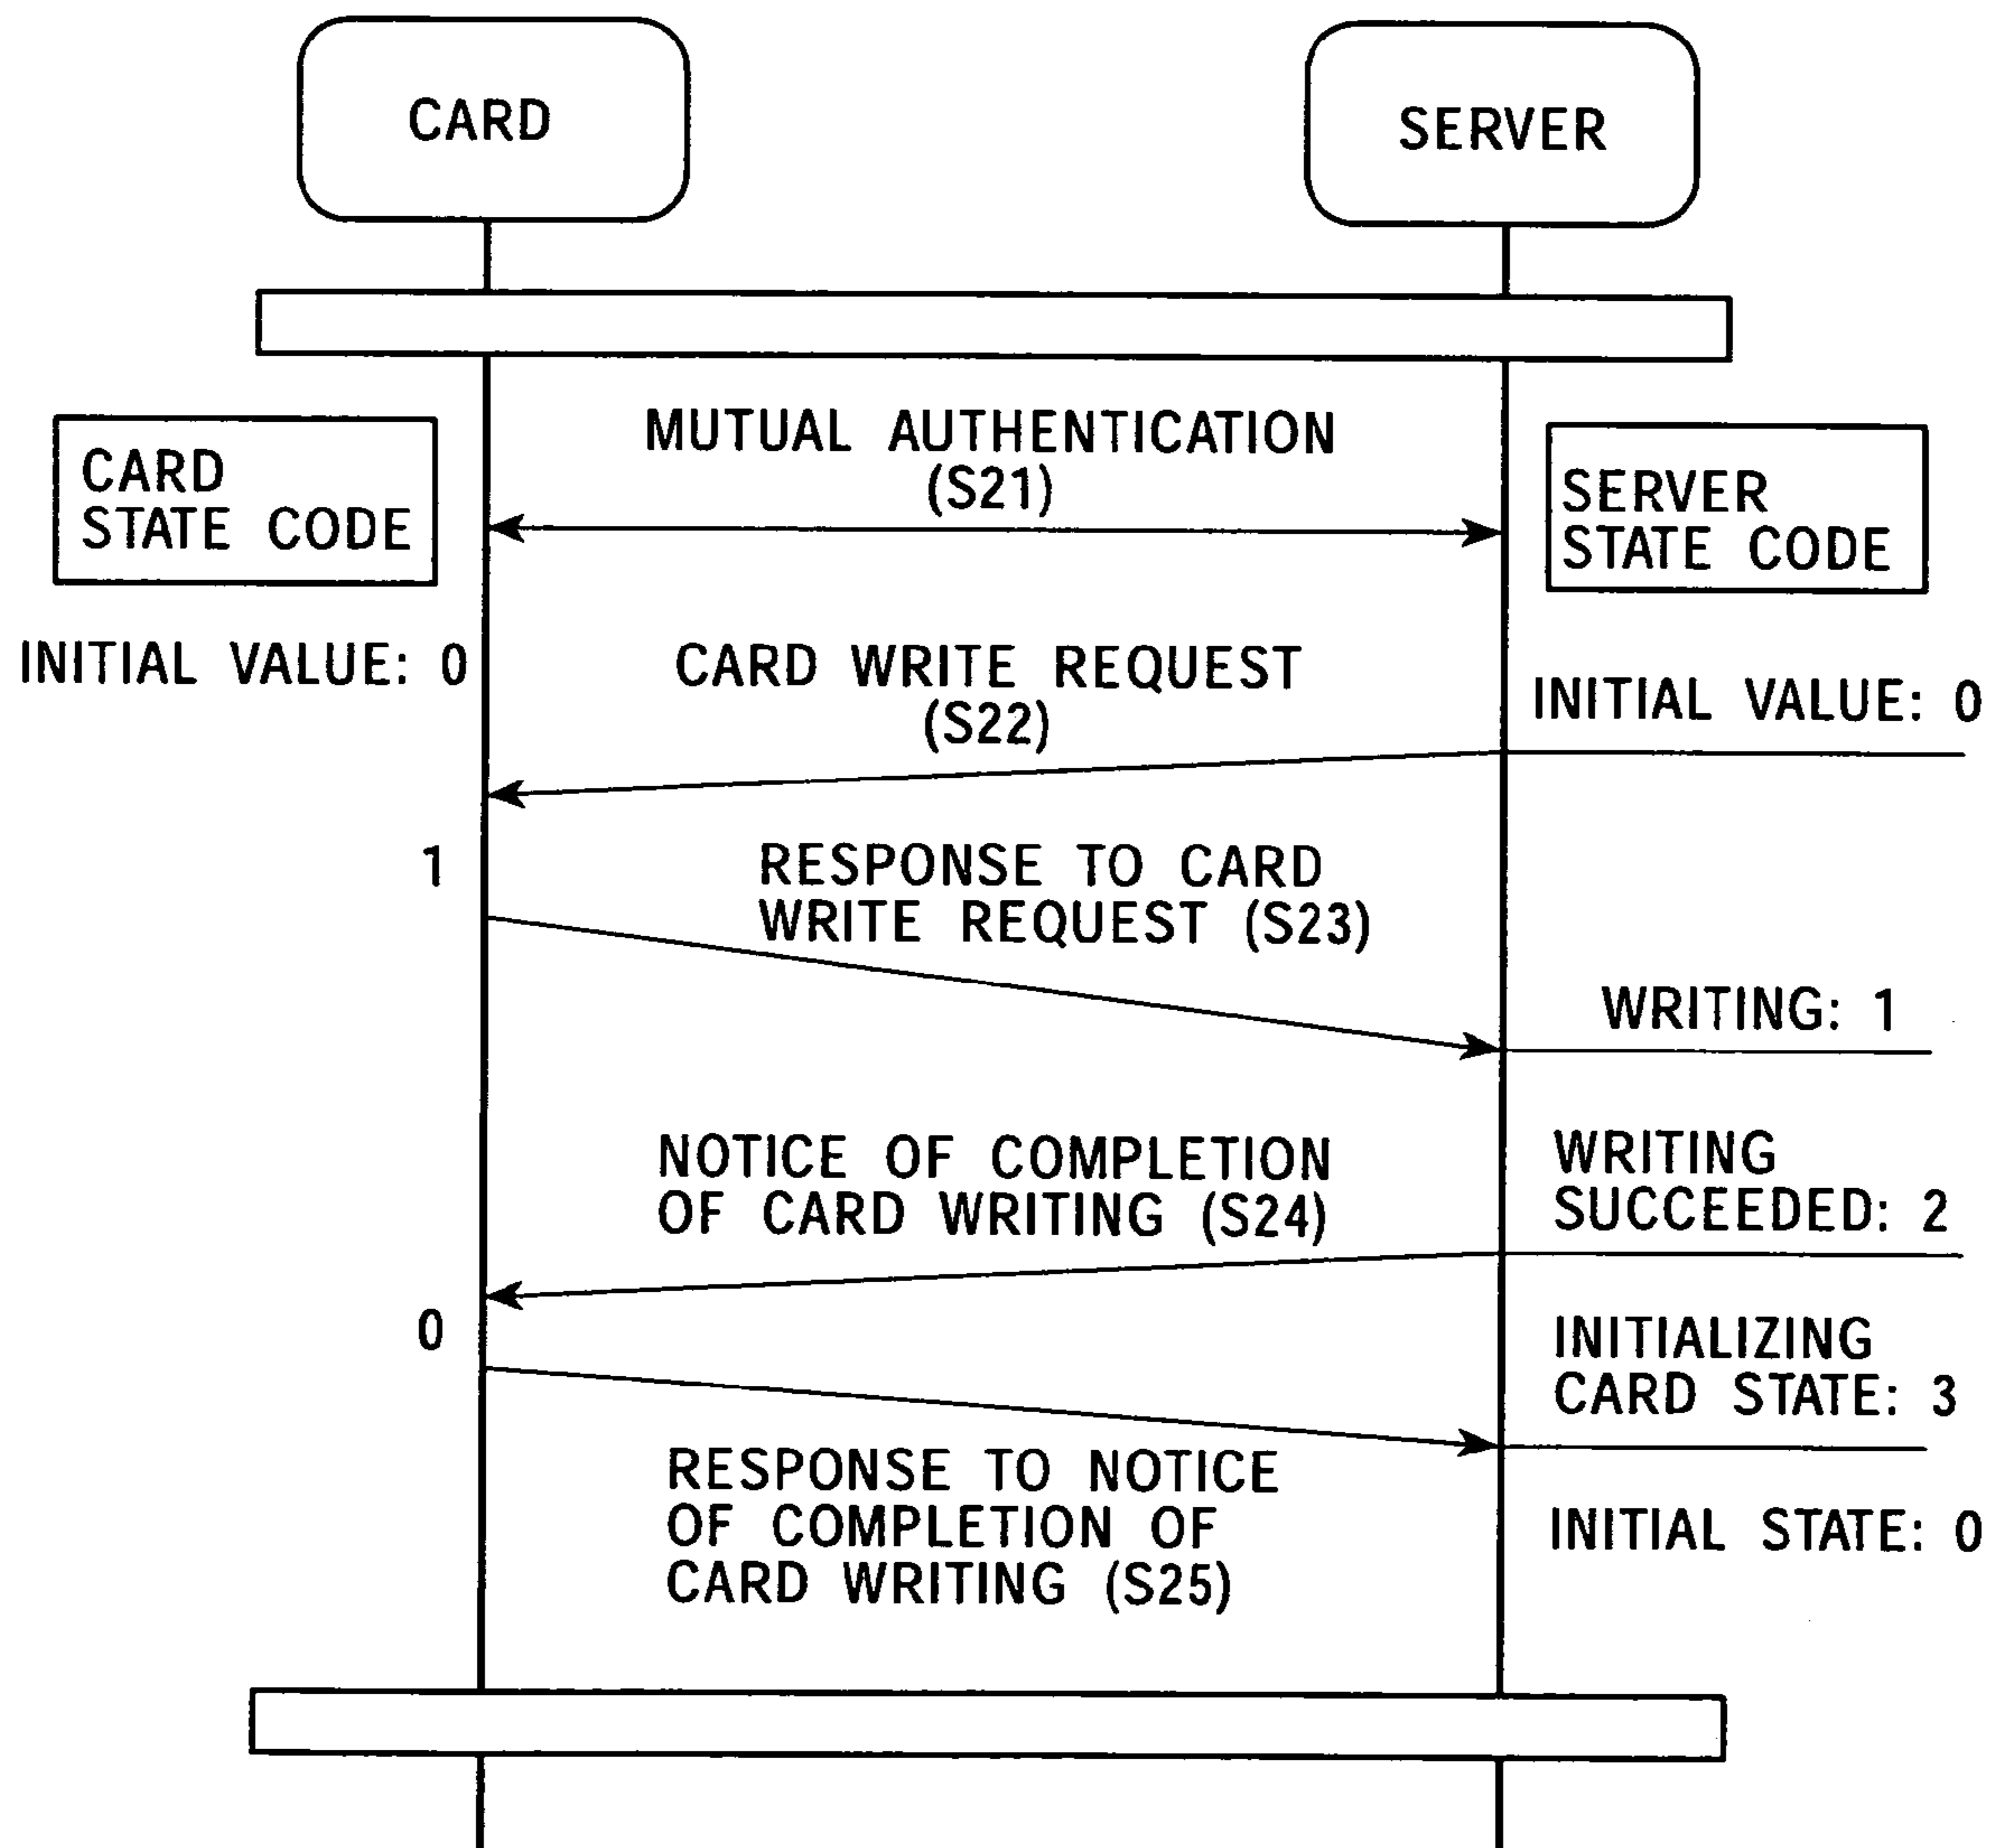 CARD
SERVER
MUTUAL AUTHENTICATION
(S21)
CARD
STATE CODE
SERVER
STATE CODE
INITIAL VALUE: 0
CARD WRITE REQUEST
(S22)
INITIAL VALUE: 0
1
RESPONSE TO CARD
WRITE REQUEST (S23)
WRITING: 1
NOTICE OF COMPLETION
OF CARD WRITING (S24)
WRITING
SUCCEEDED: 2
0
INITIALIZING
CARD STATE: 3
RESPONSE TO NOTICE
OF COMPLETION OF
CARD WRITING (S25)
INITIAL STATE: 0